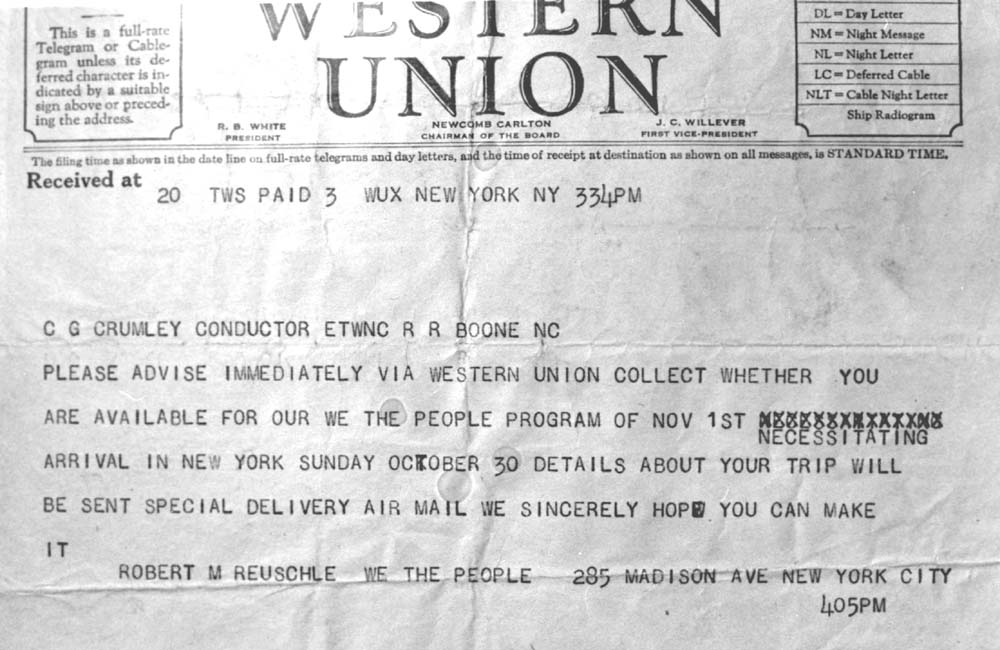 This is a full-rate
Telegram or Cable-
gram unless its de-
ferred character is in-
dicated by a suitable
sign above or preced-
ing the address.
WESTERN
UNION
R. B. WHITE
PRESIDENT
NEWCOMB CARLTON
CHAIRMAN OF THE BOARD
J. C. WILLEVER
FIRST VICE-PRESIDENT
DL = Day Letter
NM = Night Message
NL = Night Letter
LC = Deferred Cable
NLT = Cable Night Letter
Ship Radiogram
The filing time as shown in the date line on full-rate telegrams and day letters, and the time of receipt at destination as shown on all messages, is STANDARD TIME.
Received at
20 TWS PAID 3 WUX NEW YORK NY 334PM
C G CRUMLEY CONDUCTOR ETWNC R R BOONE NC
PLEASE ADVISE IMMEDIATELY VIA WESTERN UNION COLLECT WHETHER YOU
ARE AVAILABLE FOR OUR WE THE PEOPLE PROGRAM OF NOV 1ST
NECESSITATING
ARRIVAL IN NEW YORK SUNDAY OCTOBER 30 DETAILS ABOUT YOUR TRIP WILL
BE SENT SPECIAL DELIVERY AIR MAIL WE SINCERELY HOPE YOU CAN MAKE
IT
ROBERT M REUSCHLE WE THE PEOPLE 285 MADISON AVE NEW YORK CITY
405PM